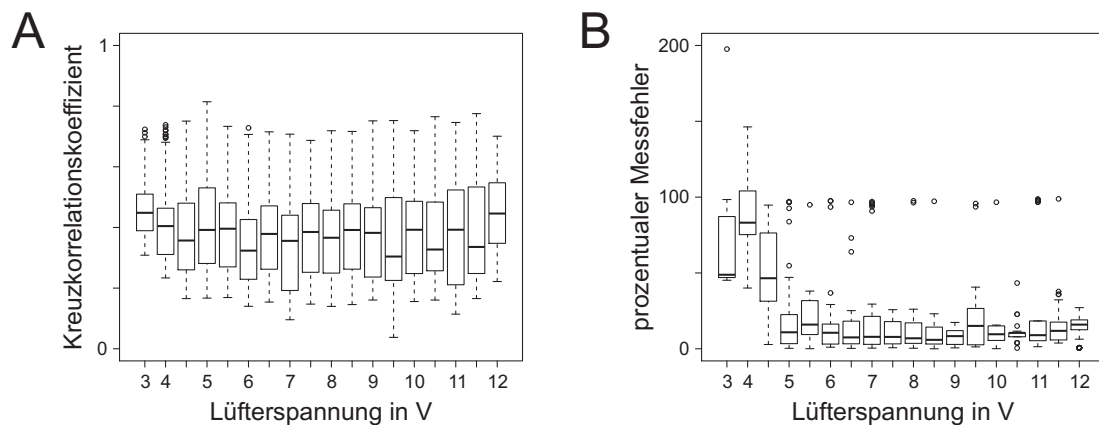 A
Kreuzkorrelationskoeffizient
1
0
3 4 5 6 7 8 9 10 11 12
Lüfterspannung in V
B
prozentualer Messfehler
200
100
0
3 4 5 6 7 8 9 10 11 12
Lüfterspannung in V